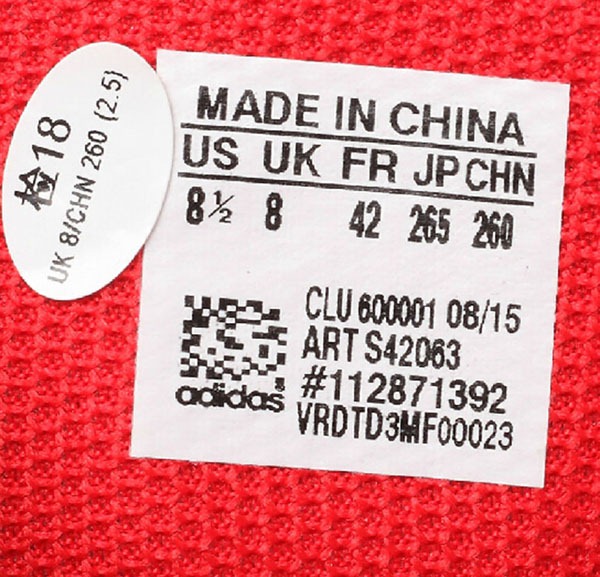 检18
UK 8/CHN 260 (2.5)
MADE IN CHINA
US UK FR JP CHN
8½ 8 42 265 260
CLU 600001 08/15
ART S42063
#112871392
VRDTD3MF00023
adidas